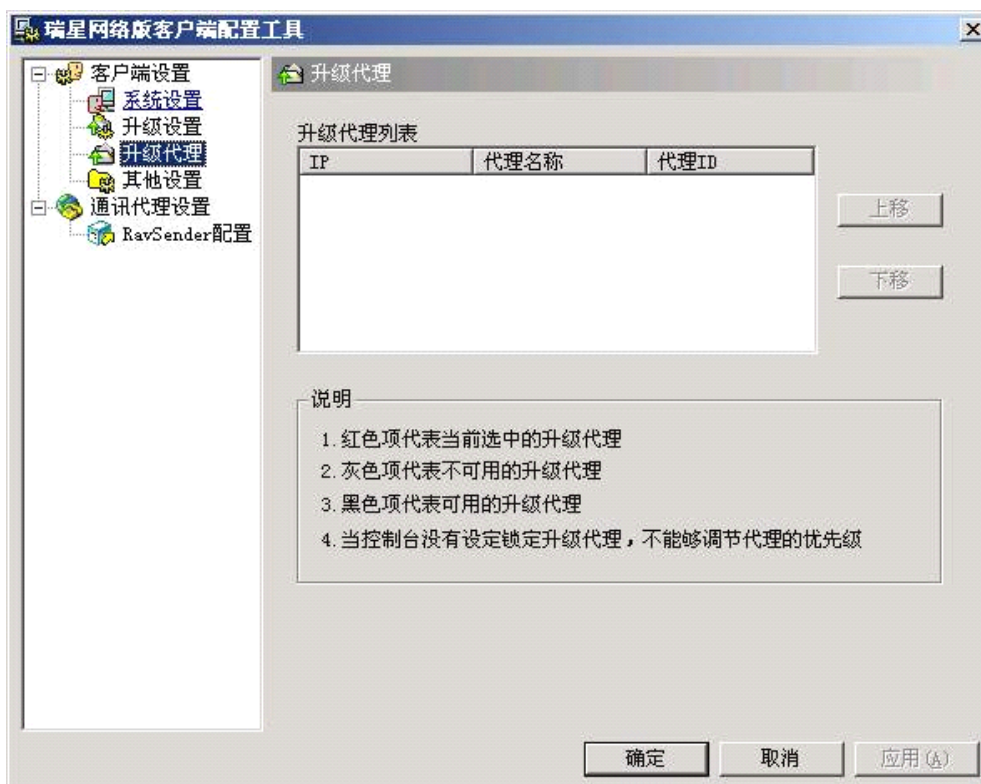 瑞星网络版客户端配置工具
客户端设置
系统设置
升级设置
升级代理
其他设置
通讯代理设置
RavSender配置
升级代理
升级代理列表
IP 代理名称 代理ID
上移
下移
说明
1.红色项代表当前选中的升级代理
2.灰色项代表不可用的升级代理
3.黑色项代表可用的升级代理
4.当控制台没有设定锁定升级代理，不能够调节代理的优先级
确定 取消 应用(A)